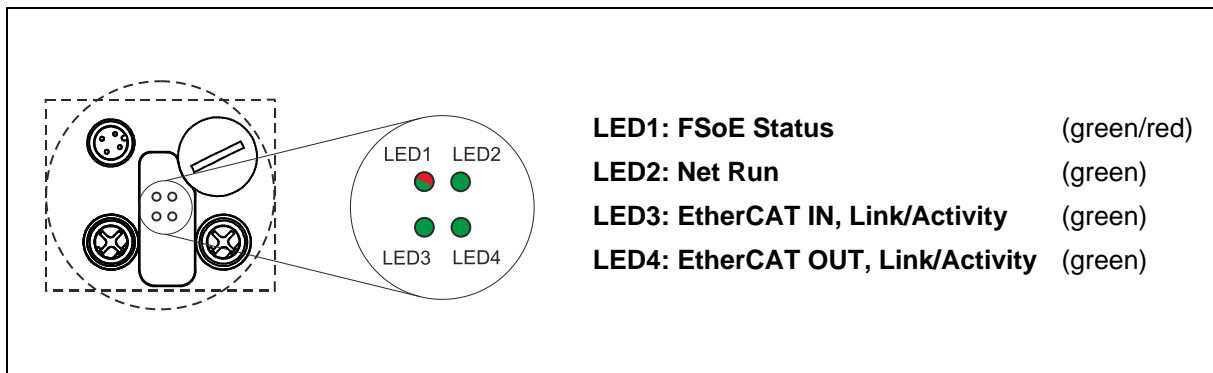 LED1 LED2
LED3 LED4
LED1: FSoE Status (green/red)
LED2: Net Run (green)
LED3: EtherCAT IN, Link/Activity (green)
LED4: EtherCAT OUT, Link/Activity (green)